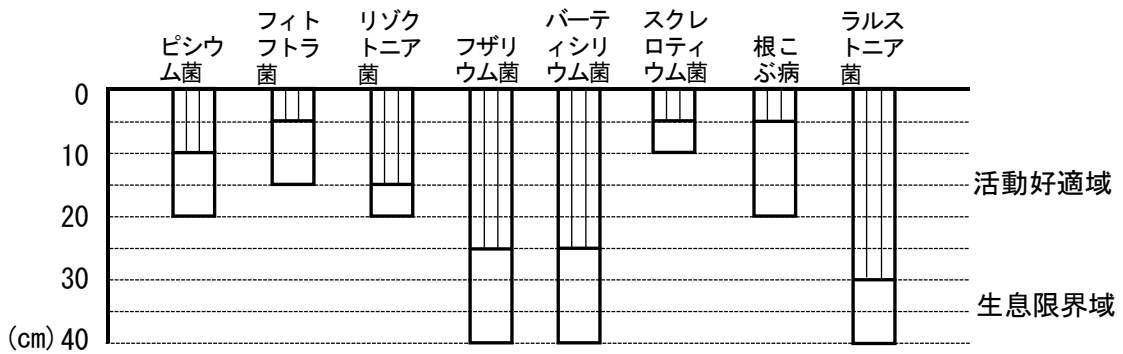 ピシウ
ム菌
フィト
フトラ
菌
リゾク
トニア
菌
フザリ
ウム菌
バーテ
ィシリ
ウム菌
スクレ
ロティ
ウム菌
根こ
ぶ病
ラルス
トニア
菌
0
10
20
30
(cm) 40
活動好適域
生息限界域